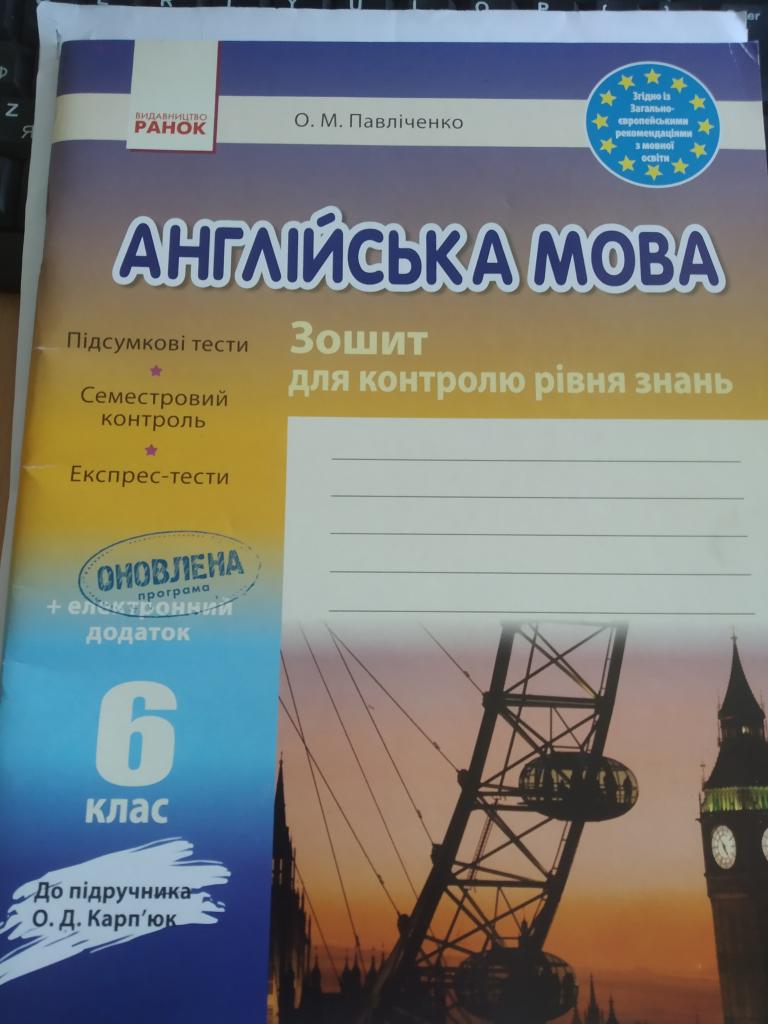 ВИДАВНИЦТВО
РАНОК
О. М. Павліченко
Згідно із
Загально-
європейськими
рекомендаціями
з мовної
освіти
АНГЛІЙСЬКА МОВА
Підсумкові тести
Семестровий
контроль
Експрес-тести
Зошит
для контролю рівня знань
ОНОВЛЕНА
програма
+ електронний
додаток
6
клас
До підручника
О. Д. Карп'юк